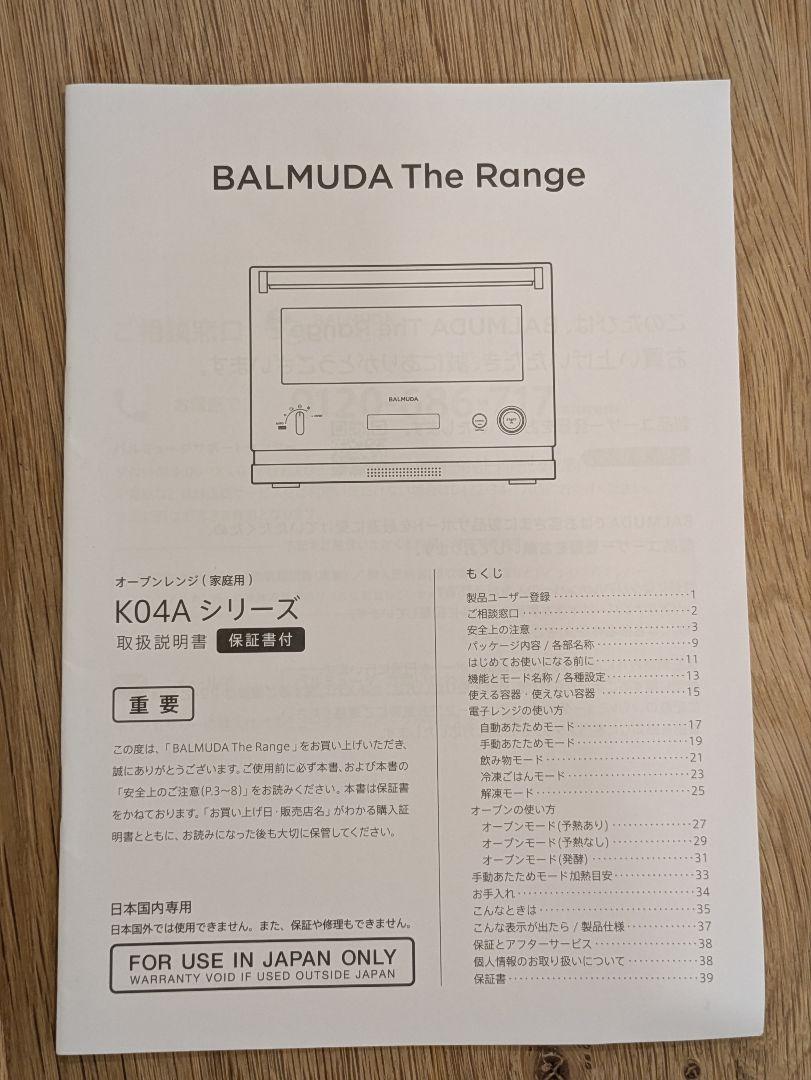 BALMUDA The Range
BALMUDA
START
オーブンレンジ(家庭用)
K04A シリーズ
取扱説明書 保証書付
重 要
この度は、「BALMUDA The Range」をお買い上げいただき、
誠にありがとうございます。ご使用前に必ず本書、および本書の
「安全上のご注意(P.3～8)」をお読みください。本書は保証書
をかねております。「お買い上げ日・販売店名」がわかる購入証
明書とともに、お読みになった後も大切に保管してください。
日本国内専用
日本国外では使用できません。また、保証や修理もできません。
FOR USE IN JAPAN ONLY
WARRANTY VOID IF USED OUTSIDE JAPAN
もくじ
製品ユーザー登録 ‥‥‥‥‥‥‥‥‥‥ 1
ご相談窓口 ‥‥‥‥‥‥‥‥‥‥ 2
安全上の注意 ‥‥‥‥‥‥‥‥‥‥ 3
パッケージ内容 / 各部名称 ‥‥‥‥‥‥ 9
はじめてお使いになる前に ‥‥‥‥‥‥ 11
機能とモード名称 / 各種設定 ‥‥‥‥‥ 13
使える容器・使えない容器 ‥‥‥‥‥‥ 15
電子レンジの使い方
自動あたためモード ‥‥‥‥‥‥‥ 17
手動あたためモード ‥‥‥‥‥‥‥ 19
飲み物モード ‥‥‥‥‥‥‥‥‥ 21
冷凍ごはんモード ‥‥‥‥‥‥‥‥ 23
解凍モード ‥‥‥‥‥‥‥‥‥‥ 25
オーブンの使い方
オーブンモード(予熱あり) ‥‥‥‥‥ 27
オーブンモード(予熱なし) ‥‥‥‥‥ 29
オーブンモード(発酵) ‥‥‥‥‥‥ 31
手動あたためモード加熱目安 ‥‥‥‥‥ 33
お手入れ ‥‥‥‥‥‥‥‥‥‥‥ 34
こんなときは ‥‥‥‥‥‥‥‥‥‥ 35
こんな表示が出たら / 製品仕様 ‥‥‥‥ 37
保証とアフターサービス ‥‥‥‥‥‥ 38
個人情報のお取り扱いについて ‥‥‥‥ 38
保証書 ‥‥‥‥‥‥‥‥‥‥‥‥ 39